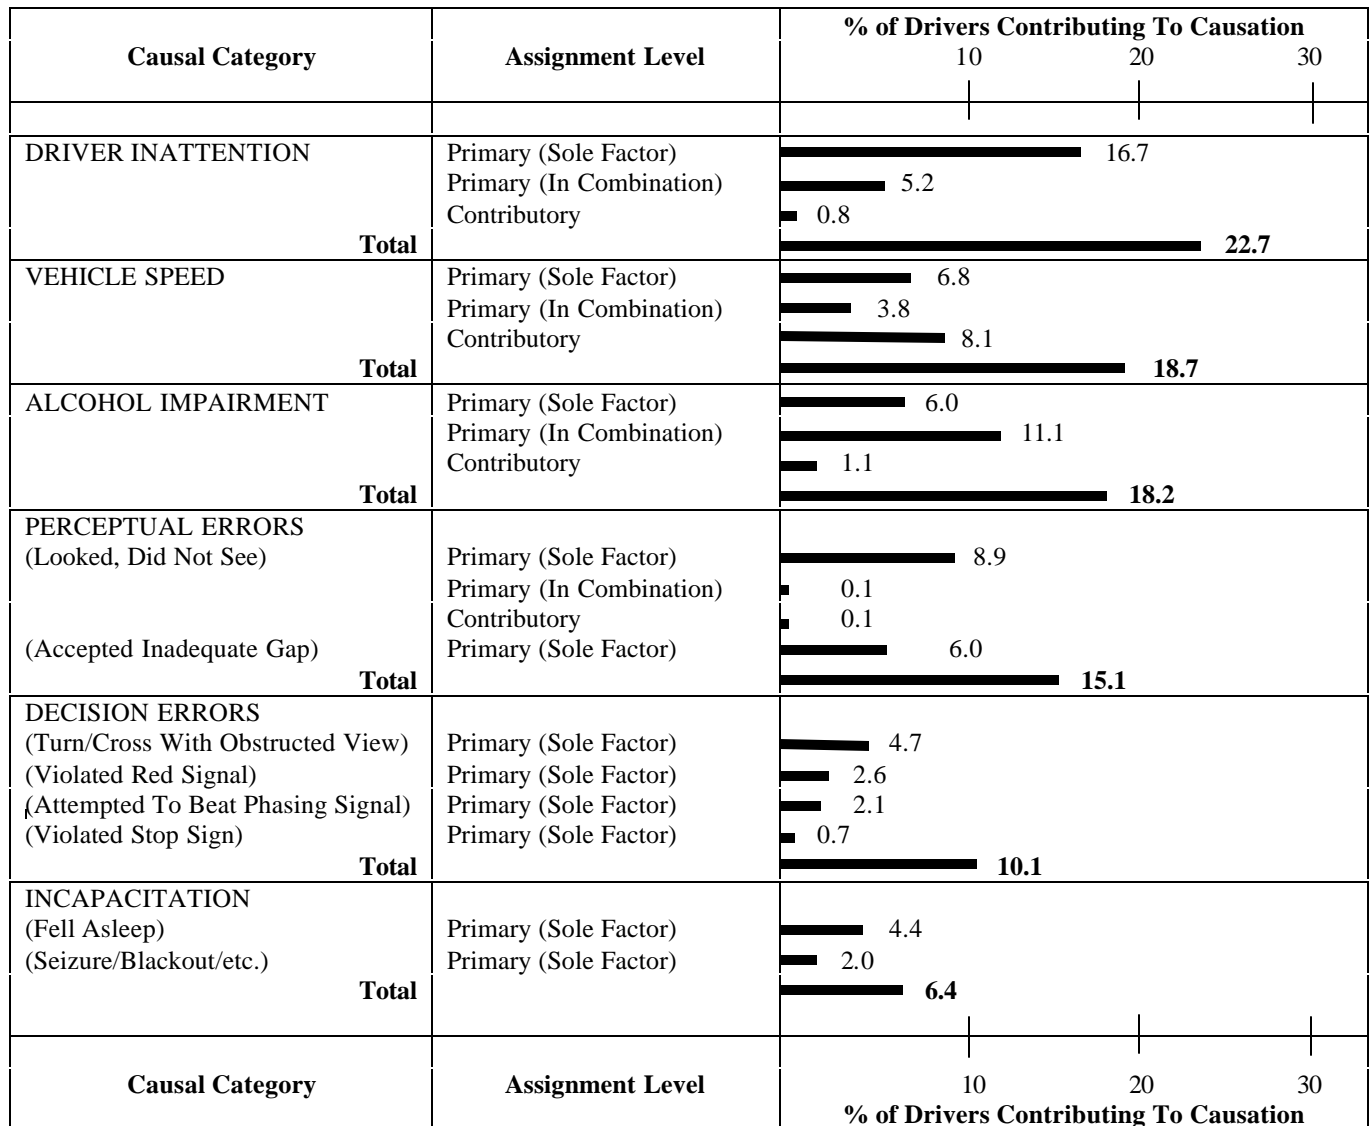 % of Drivers Contributing To Causation
Causal Category Assignment Level 10 20 30
DRIVER INATTENTION Primary (Sole Factor) 16.7
Primary (In Combination) 5.2
Contributory 0.8
Total 22.7
VEHICLE SPEED Primary (Sole Factor) 6.8
Primary (In Combination) 3.8
Contributory 8.1
Total 18.7
ALCOHOL IMPAIRMENT Primary (Sole Factor) 6.0
Primary (In Combination) 11.1
Contributory 1.1
Total 18.2
PERCEPTUAL ERRORS
(Looked, Did Not See) Primary (Sole Factor) 8.9
Primary (In Combination) 0.1
Contributory 0.1
(Accepted Inadequate Gap) Primary (Sole Factor) 6.0
Total 15.1
DECISION ERRORS
(Turn/Cross With Obstructed View) Primary (Sole Factor) 4.7
(Violated Red Signal) Primary (Sole Factor) 2.6
(Attempted To Beat Phasing Signal) Primary (Sole Factor) 2.1
(Violated Stop Sign) Primary (Sole Factor) 0.7
Total 10.1
INCAPACITATION
(Fell Asleep) Primary (Sole Factor) 4.4
(Seizure/Blackout/etc.) Primary (Sole Factor) 2.0
Total 6.4
Causal Category Assignment Level 10 20 30
% of Drivers Contributing To Causation